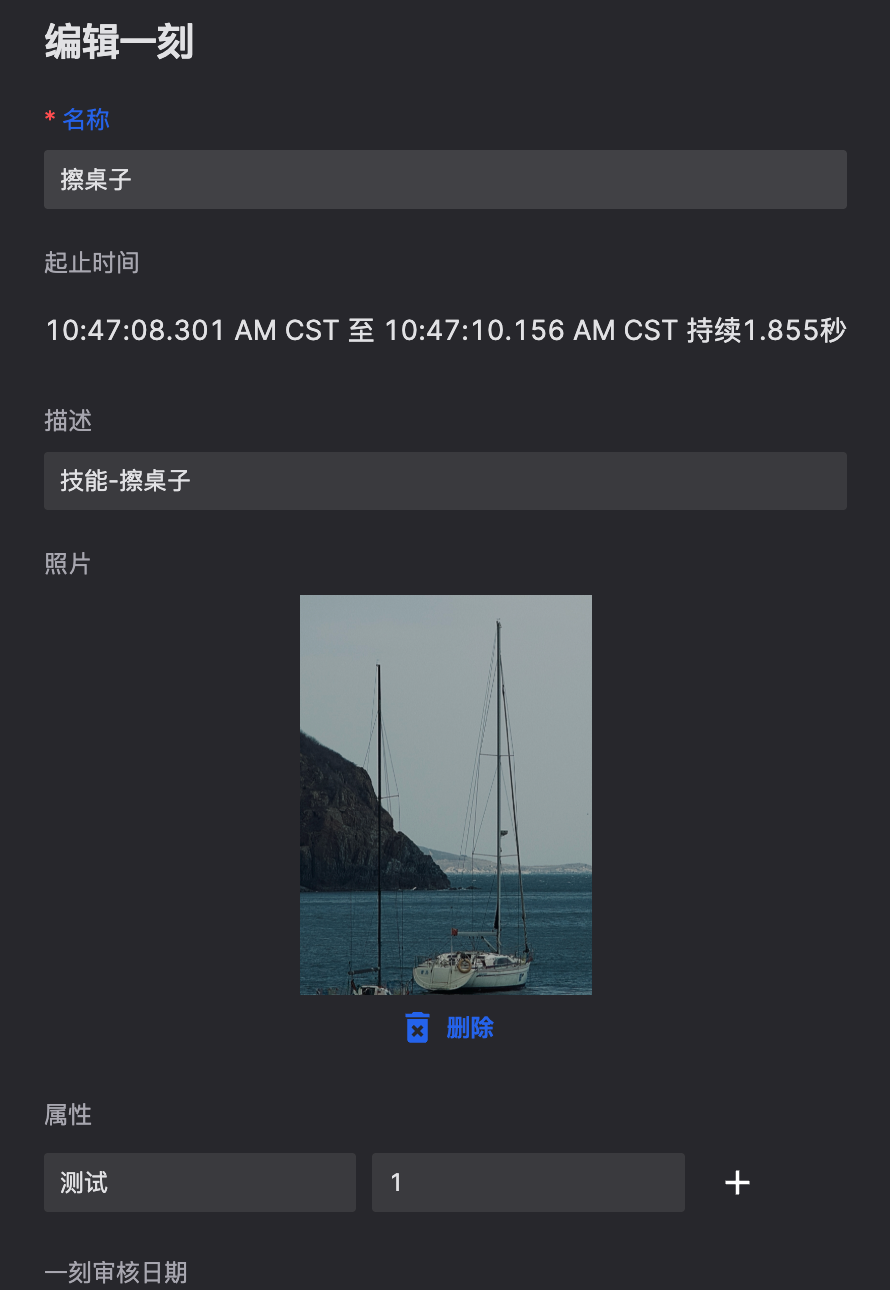 编辑一刻
* 名称
擦桌子
起止时间
10:47:08.301 AM CST 至 10:47:10.156 AM CST 持续1.855秒
描述
技能-擦桌子
照片
删除
属性
测试 1 +
一刻审核日期